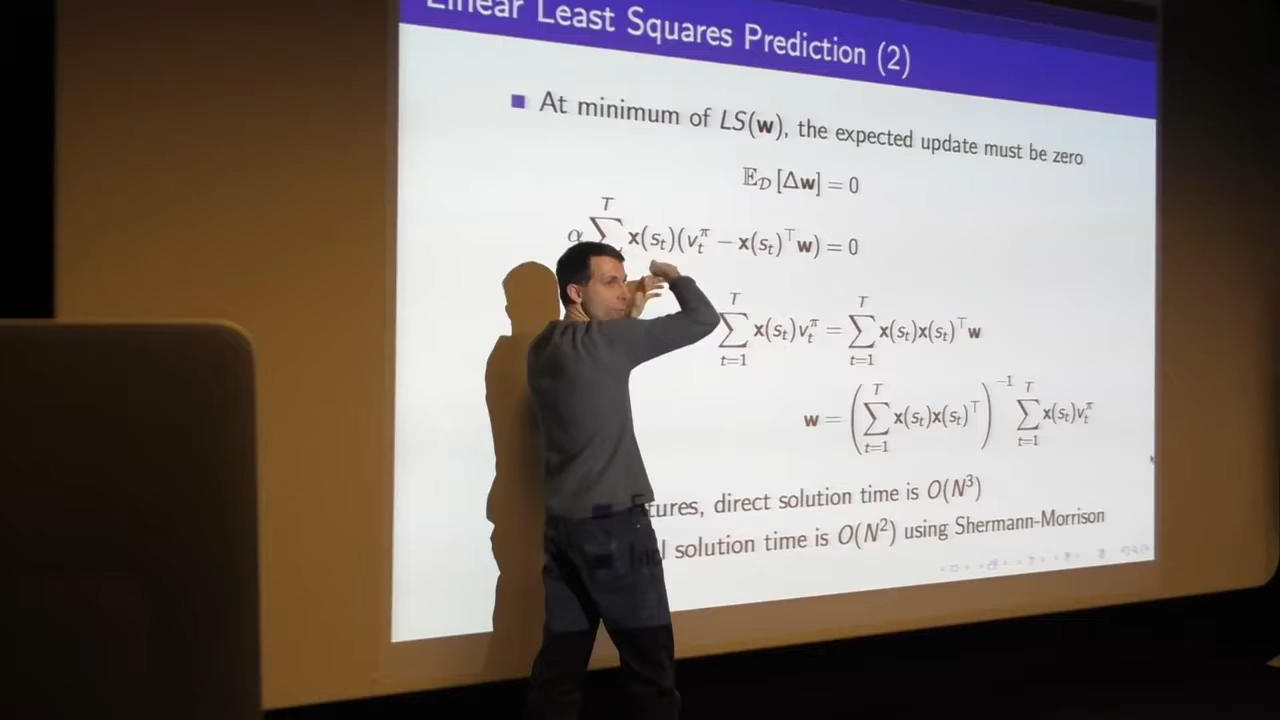 Linear Least Squares Prediction (2)
At minimum of LS(w), the expected update must be zero
𝔼_𝒟 [Δw] = 0
α ∑^T x(s_t)(v_t^π − x(s_t)^⊤ w) = 0
∑_{t=1}^T x(s_t)v_t^π = ∑_{t=1}^T x(s_t)x(s_t)^⊤ w
w = (∑_{t=1}^T x(s_t)x(s_t)^⊤)^{−1} ∑_{t=1}^T x(s_t)v_t^π
direct solution time is O(N^3)
solution time is O(N^2) using Shermann-Morrison